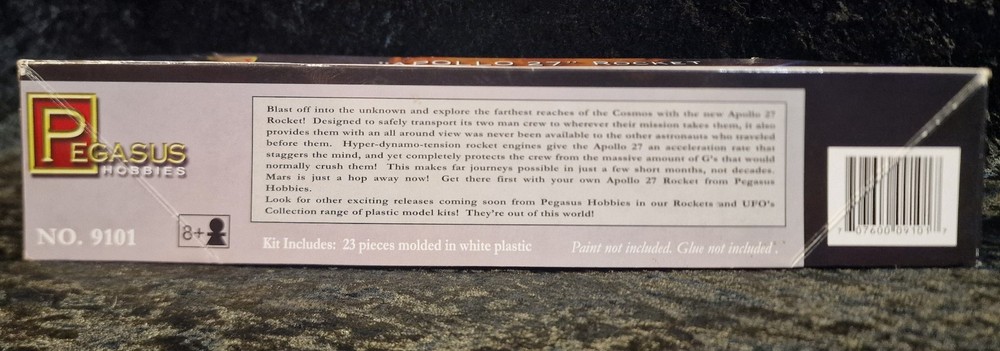 "APOLLO 27" ROCKET
PEGASUS
HOBBIES
Blast off into the unknown and explore the farthest reaches of the Cosmos with the new Apollo 27
Rocket! Designed to safely transport its two man crew to wherever their mission takes them, it also
provides them with an all around view was never been available to the other astronauts who traveled
before them. Hyper-dynamo-tension rocket engines give the Apollo 27 an acceleration rate that
staggers the mind, and yet completely protects the crew from the massive amount of G's that would
normally crush them! This makes far journeys possible in just a few short months, not decades.
Mars is just a hop away now! Get there first with your own Apollo 27 Rocket from Pegasus
Hobbies.
Look for other exciting releases coming soon from Pegasus Hobbies in our Rockets and UFO's
Collection range of plastic model kits! They're out of this world!
NO. 9101
8+
Kit Includes: 23 pieces molded in white plastic
Paint not included. Glue not included.
7 07600 09101 7